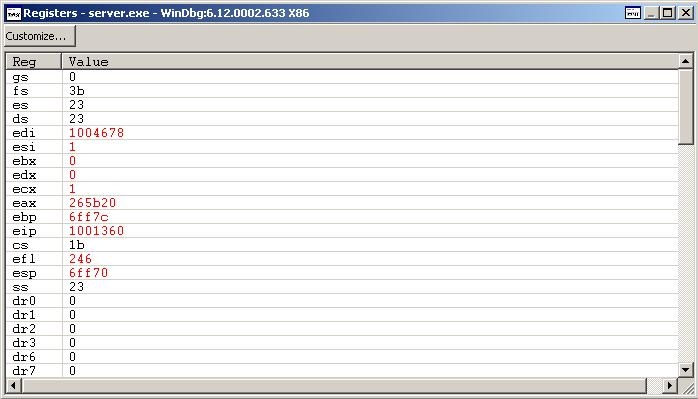 Registers - server.exe - WinDbg:6.12.0002.633 X86
Customize...
Reg Value
gs 0
fs 3b
es 23
ds 23
edi 1004678
esi 1
ebx 0
edx 0
ecx 1
eax 265b20
ebp 6ff7c
eip 1001360
cs 1b
efl 246
esp 6ff70
ss 23
dr0 0
dr1 0
dr2 0
dr3 0
dr6 0
dr7 0